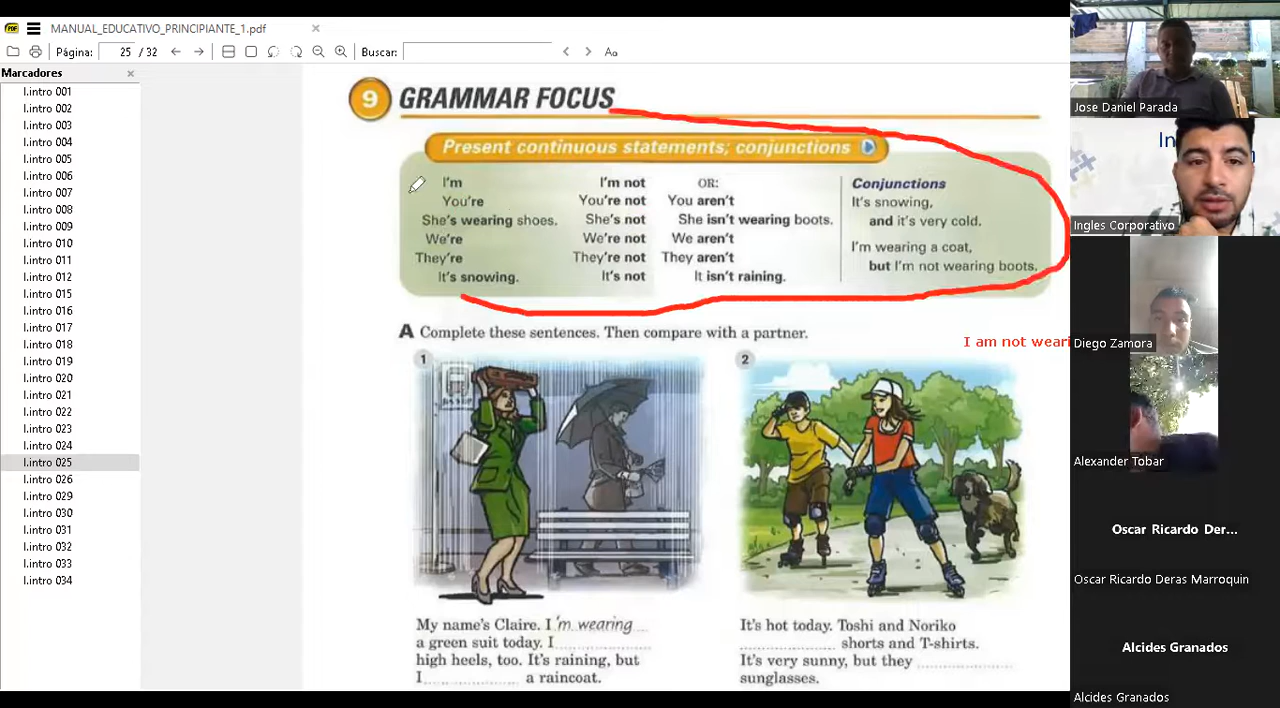 MANUAL_EDUCATIVO_PRINCIPIANTE_1.pdf
Página: 25 / 32
Buscar:
Aa
Marcadores
I.intro 001
I.intro 002
I.intro 003
I.intro 004
I.intro 005
I.intro 006
I.intro 007
I.intro 008
I.intro 009
I.intro 010
I.intro 011
I.intro 012
I.intro 015
I.intro 016
I.intro 017
I.intro 018
I.intro 019
I.intro 020
I.intro 021
I.intro 022
I.intro 023
I.intro 024
I.intro 025
I.intro 026
I.intro 029
I.intro 030
I.intro 031
I.intro 032
I.intro 033
I.intro 034
9 GRAMMAR FOCUS
Present continuous statements; conjunctions
I'm I'm not OR:
You're You're not You aren't
She's wearing shoes. She's not She isn't wearing boots.
We're We're not We aren't
They're They're not They aren't
It's snowing. It's not It isn't raining.
Conjunctions
It's snowing,
and it's very cold.
I'm wearing a coat,
but I'm not wearing boots.
A Complete these sentences. Then compare with a partner.
I am not weari
1
2
My name's Claire. I 'm wearing
a green suit today. I
high heels, too. It's raining, but
I a raincoat.
It's hot today. Toshi and Noriko
shorts and T-shirts.
It's very sunny, but they
sunglasses.
Jose Daniel Parada
In
Ingles Corporativo
Diego Zamora
Alexander Tobar
Oscar Ricardo Der...
Oscar Ricardo Deras Marroquin
Alcides Granados
Alcides Granados